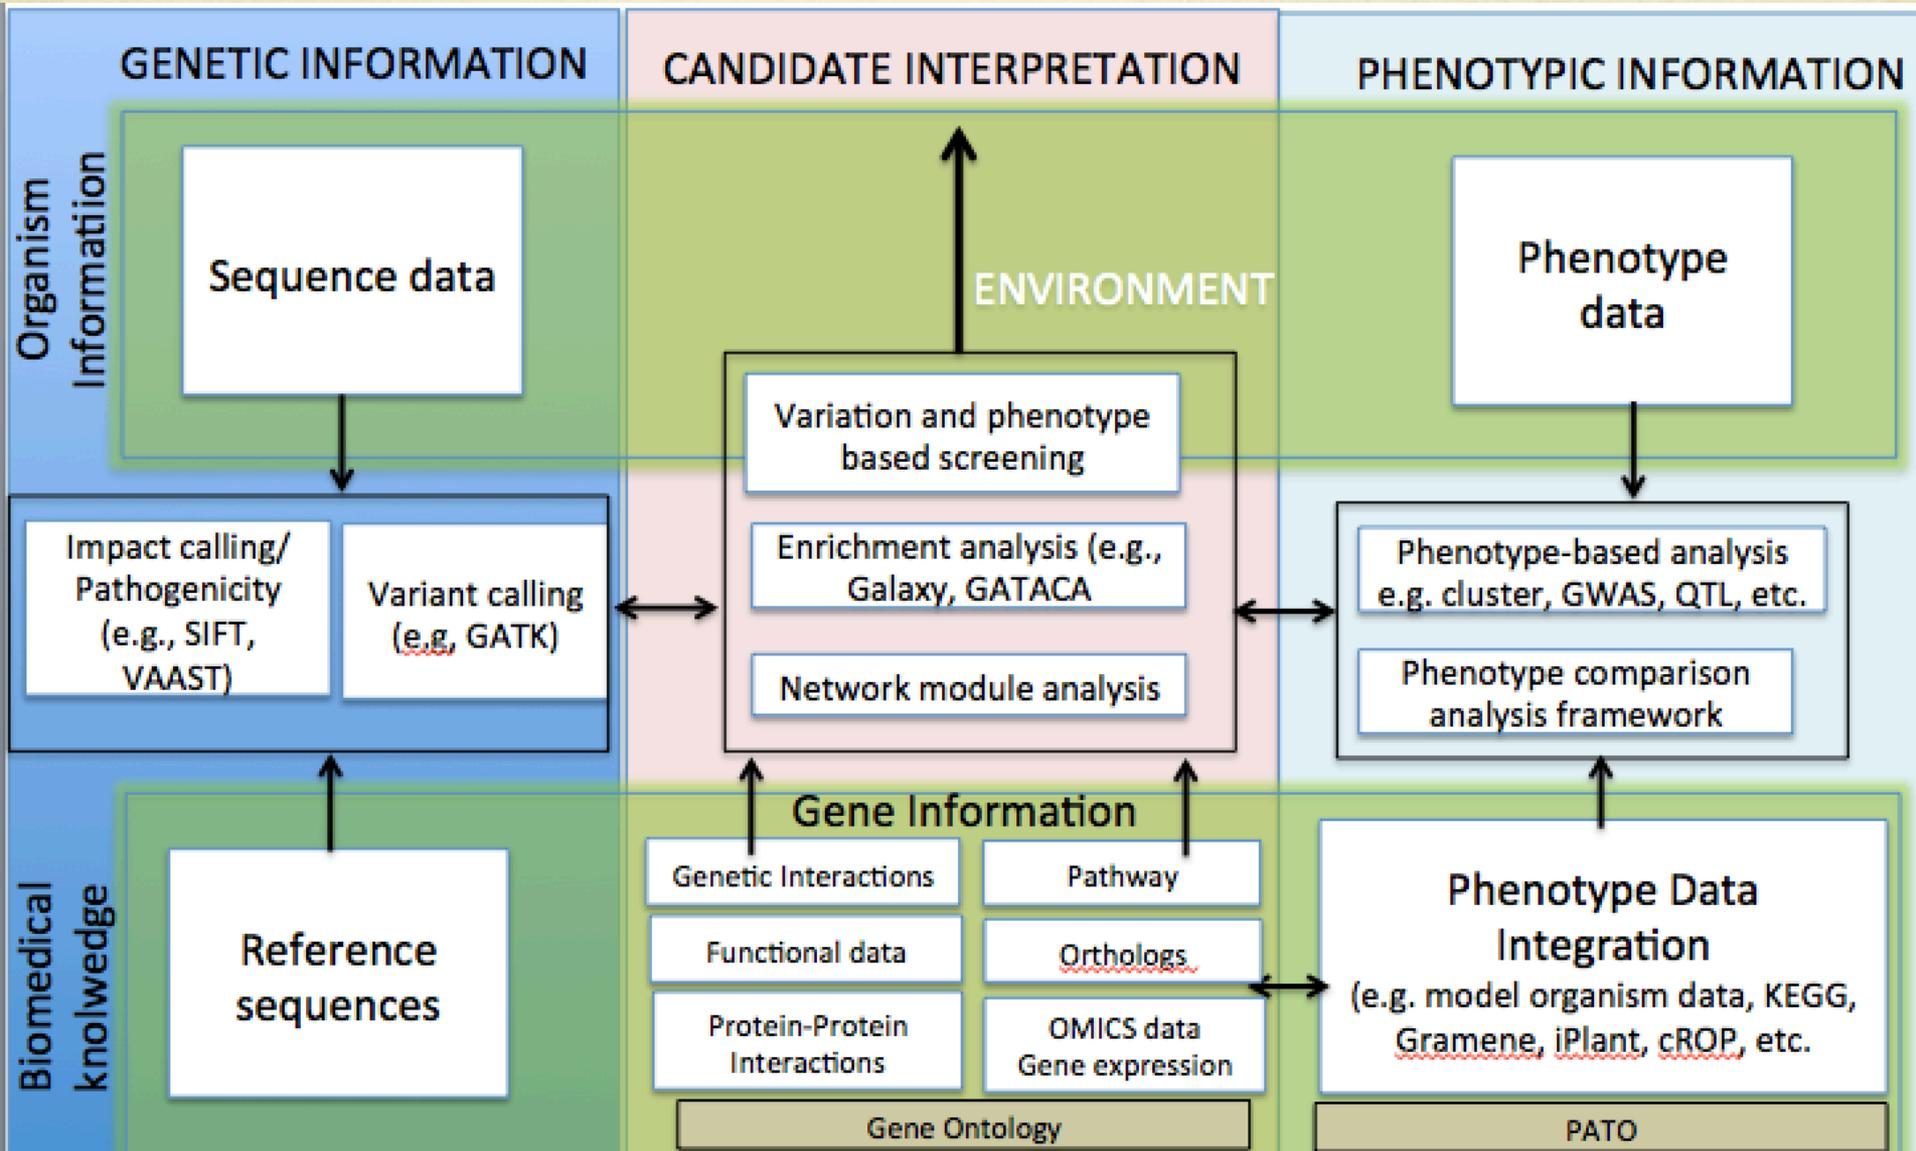 GENETIC INFORMATION
CANDIDATE INTERPRETATION
PHENOTYPIC INFORMATION
Organism
Informatiion
Sequence data
ENVIRONMENT
Phenotype
data
Variation and phenotype
based screening
Impact calling/
Pathogenicity
(e.g., SIFT,
VAAST)
Variant calling
(e,g, GATK)
Enrichment analysis (e.g.,
Galaxy, GATACA
Network module analysis
Phenotype-based analysis
e.g. cluster, GWAS, QTL, etc.
Phenotype comparison
analysis framework
Biomedical
knolwedge
Reference
sequences
Gene Information
Genetic Interactions
Pathway
Functional data
Orthologs
Protein-Protein
Interactions
OMICS data
Gene expression
Gene Ontology
Phenotype Data
Integration
(e.g. model organism data, KEGG,
Gramene, iPlant, cROP, etc.
PATO